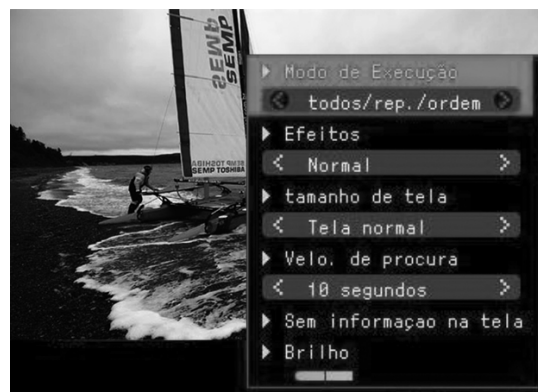 SEMP
SEMP
SEMP TOSHIBA
TOSHIBA
SEMP TOSHIBA
Modo de Execução
todos/rep./ordem
Efeitos
Normal
tamanho de tela
Tela normal
Velo. de procura
10 segundos
Sem informaçao na tela
Brilho